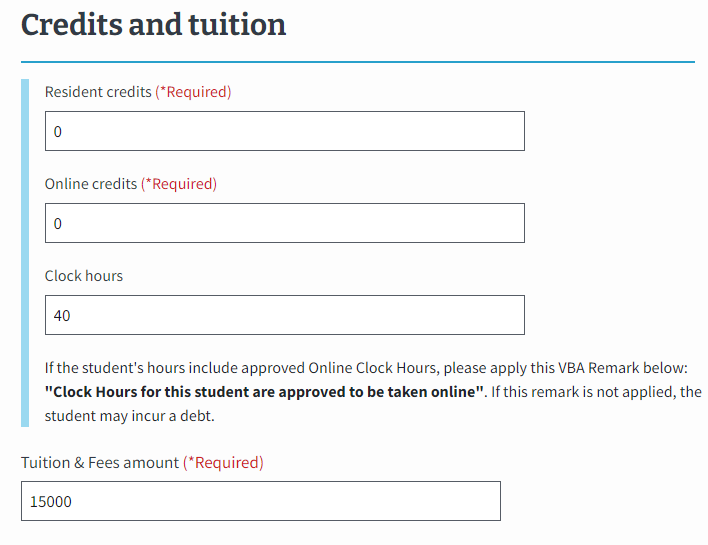 Credits and tuition
Resident credits (*Required)
0
Online credits (*Required)
0
Clock hours
40
If the student's hours include approved Online Clock Hours, please apply this VBA Remark below:
"Clock Hours for this student are approved to be taken online". If this remark is not applied, the
student may incur a debt.
Tuition & Fees amount (*Required)
15000